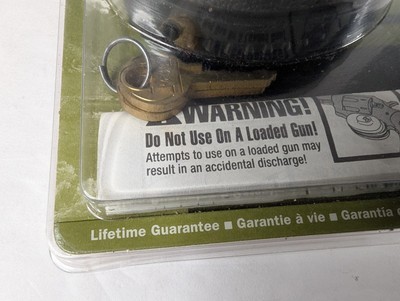 WARNING!
Do Not Use On A Loaded Gun!
Attempts to use on a loaded gun may
result in an accidental discharge!
Lifetime Guarantee ■ Garantie à vie ■ Garantía